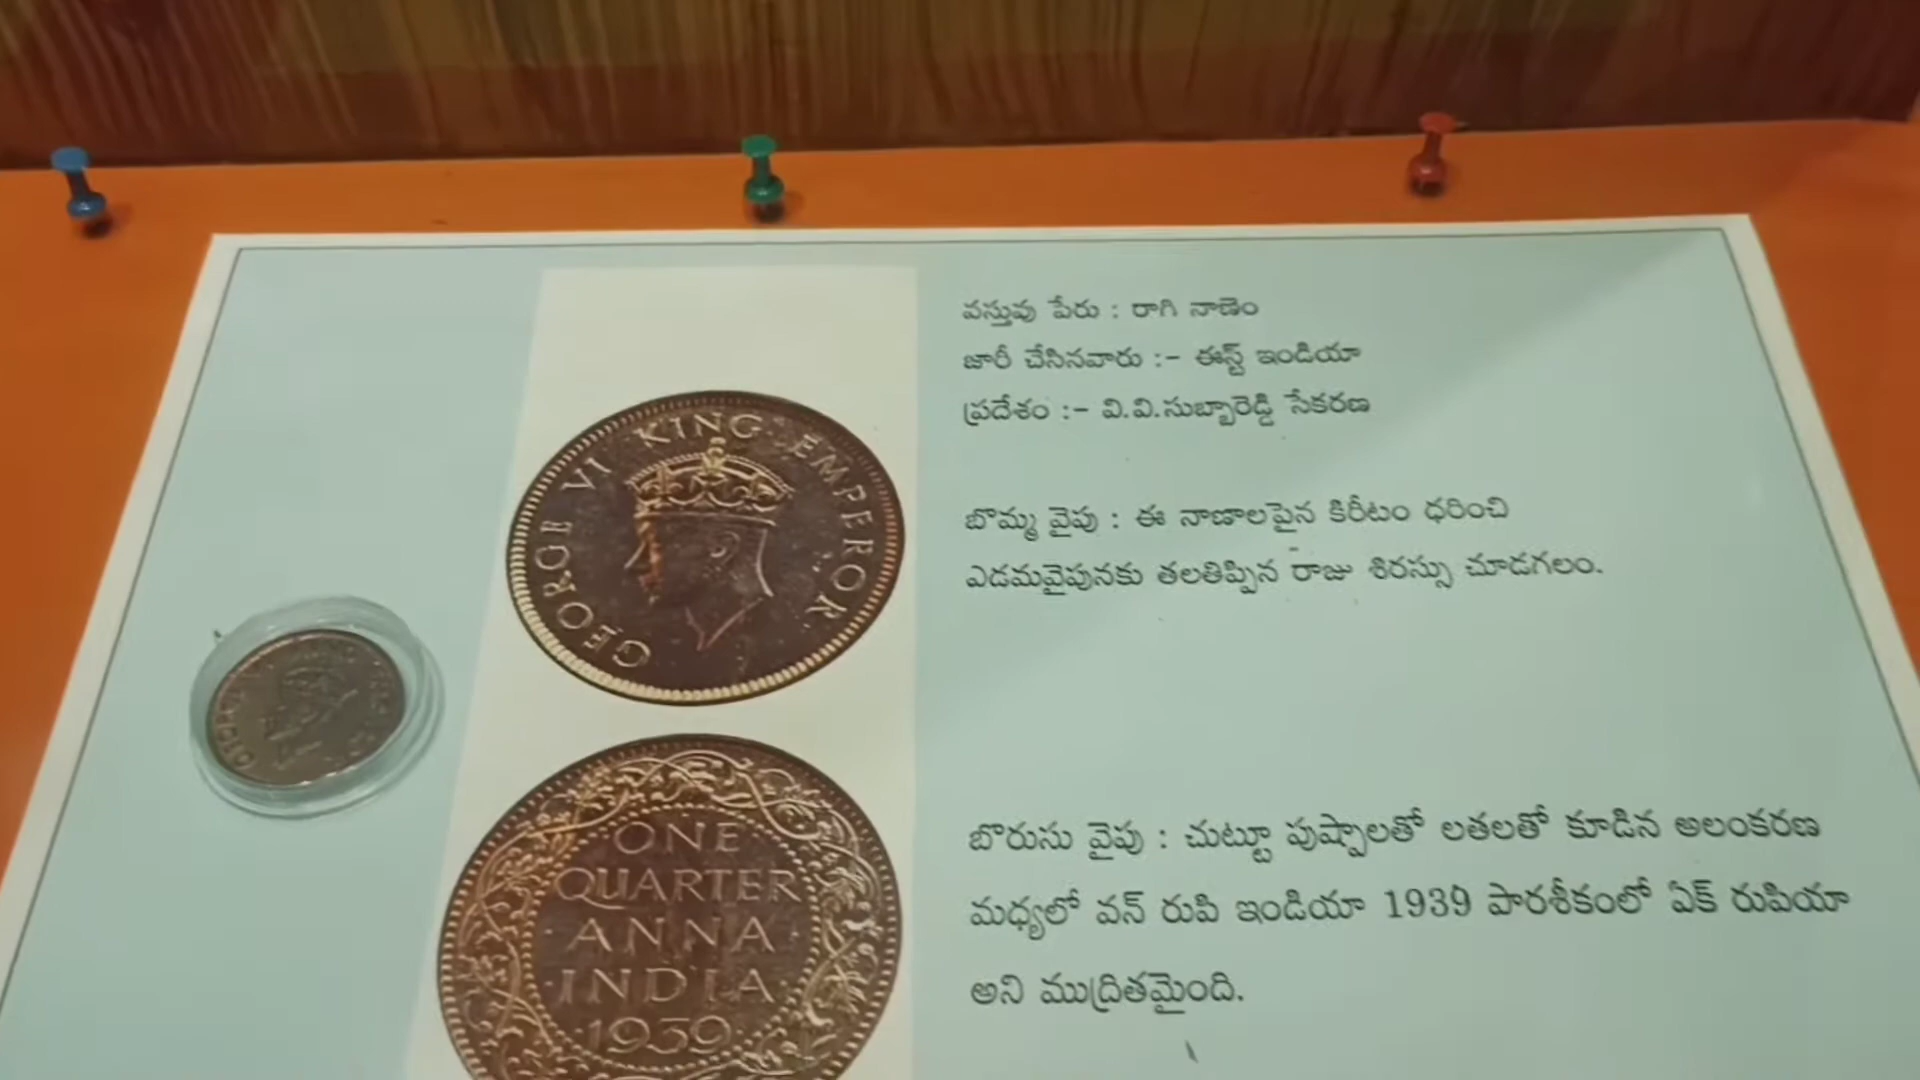 వస్తువు పేరు : రాగి నాణెం
జారీ చేసినవారు :- ఈస్ట్ ఇండియా
ప్రదేశం :- వి.వి.సుబ్బారెడ్డి సేకరణ
GEORGE VI KING EMPEROR
బొమ్మ వైపు : ఈ నాణాలపైన కిరీటం ధరించి
ఎడమవైపునకు తలతిప్పిన రాజు శిరస్సు చూడగలం.
ONE
QUARTER
ANNA
INDIA
1939
బొరుసు వైపు : చుట్టూ పుష్పాలతో లతలతో కూడిన అలంకరణ
మధ్యలో వన్ రుపి ఇండియా 1939 పారశీకంలో ఏక్ రుపియా
అని ముద్రితమైంది.